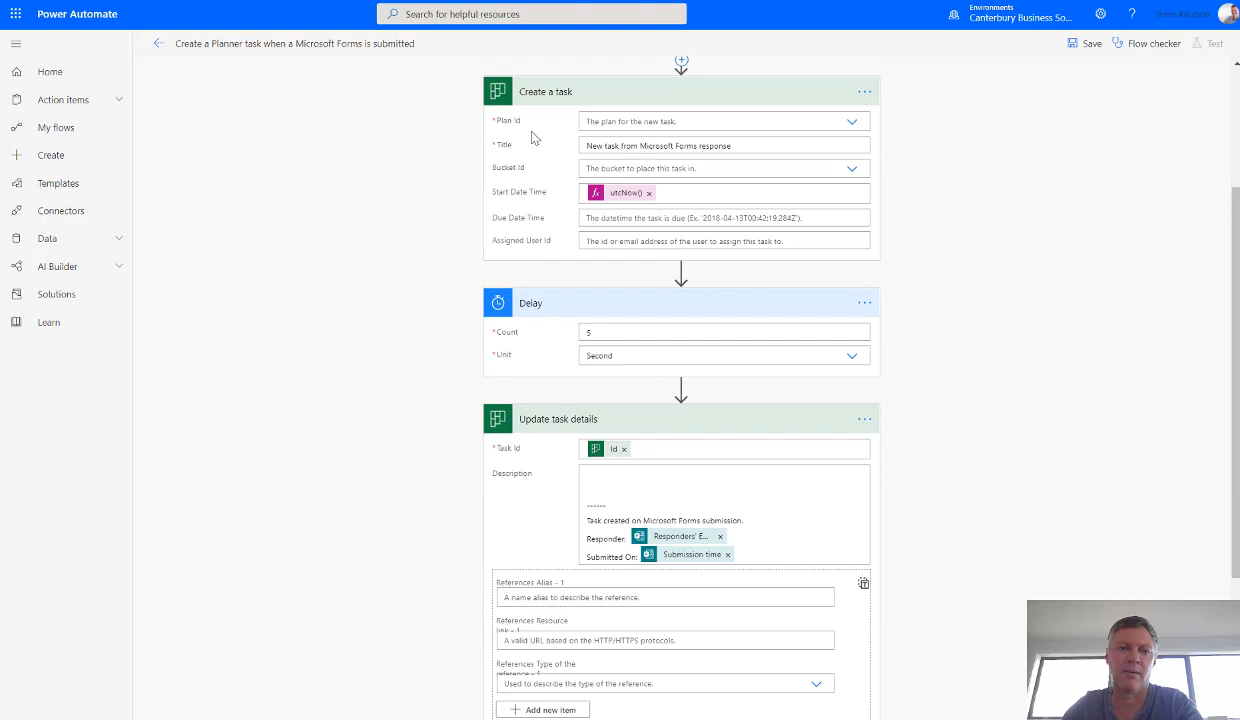 Power Automate
Search for helpful resources
Environments
Canterbury Business So...
?
Steve Knutson
Create a Planner task when a Microsoft Forms is submitted
Save
Flow checker
Test
Home
Action items
My flows
Create
Templates
Connectors
Data
AI Builder
Solutions
Learn
Create a task
...
* Plan Id
The plan for the new task.
* Title
New task from Microsoft Forms response
Bucket Id
The bucket to place this task in.
Start Date Time
fx utcNow() ×
Due Date Time
The datetime the task is due (Ex. '2018-04-13T00:42:19.284Z').
Assigned User Id
The id or email address of the user to assign this task to.
Delay
...
* Count
5
* Unit
Second
Update task details
...
* Task Id
Id ×
Description
------
Task created on Microsoft Forms submission.
Responder: Responders' E... ×
Submitted On: Submission time ×
References Alias - 1
A name alias to describe the reference.
References Resource
link - 1
A valid URL based on the HTTP/HTTPS protocols.
References Type of the
reference - 1
Used to describe the type of the reference.
+ Add new item